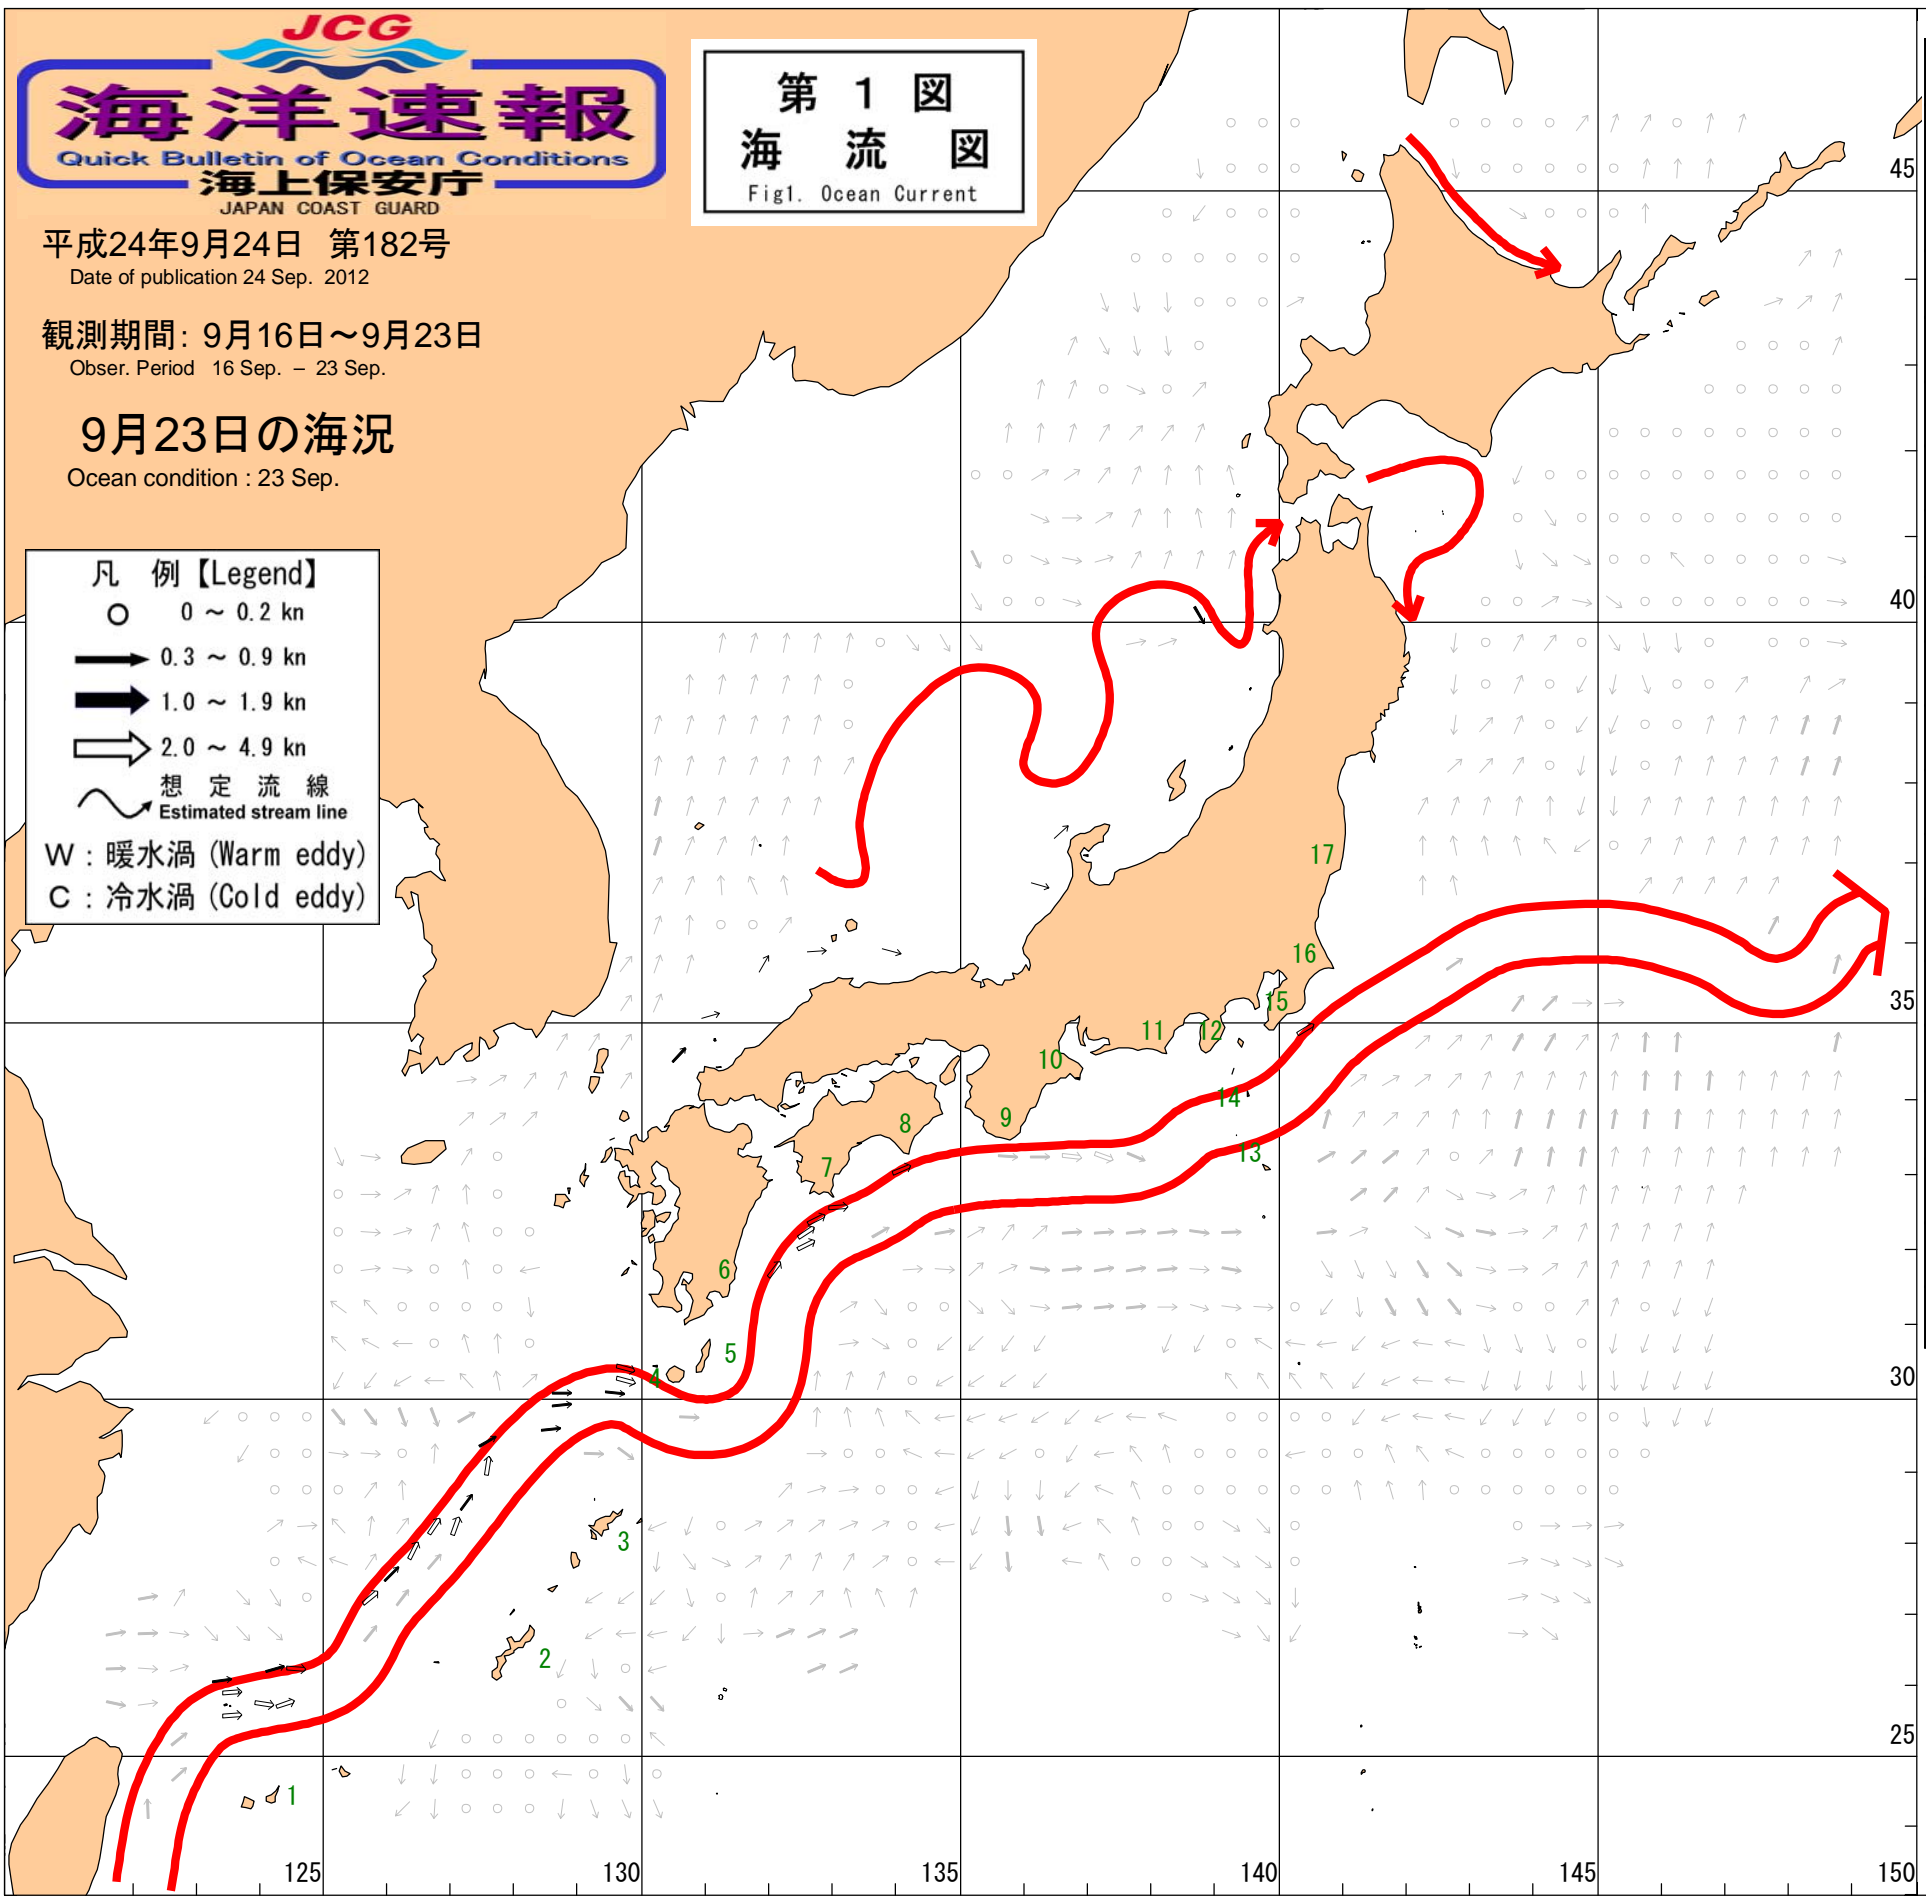 JCG
海洋速報
Quick Bulletin of Ocean Conditions
海上保安庁
JAPAN COAST GUARD
第 1 図
海 流 図
Fig1. Ocean Current
平成24年9月24日 第182号
Date of publication 24 Sep. 2012
観測期間: 9月16日～9月23日
Obser. Period 16 Sep. – 23 Sep.
9月23日の海況
Ocean condition : 23 Sep.
凡 例【Legend】
0 ～ 0.2 kn
0.3 ～ 0.9 kn
1.0 ～ 1.9 kn
2.0 ～ 4.9 kn
想 定 流 線
Estimated stream line
W : 暖水渦 (Warm eddy)
C : 冷水渦 (Cold eddy)
45
40
35
30
25
17
16
15
12
11
10
14
13
9
8
7
6
5
4
3
2
1
125
130
135
140
145
150